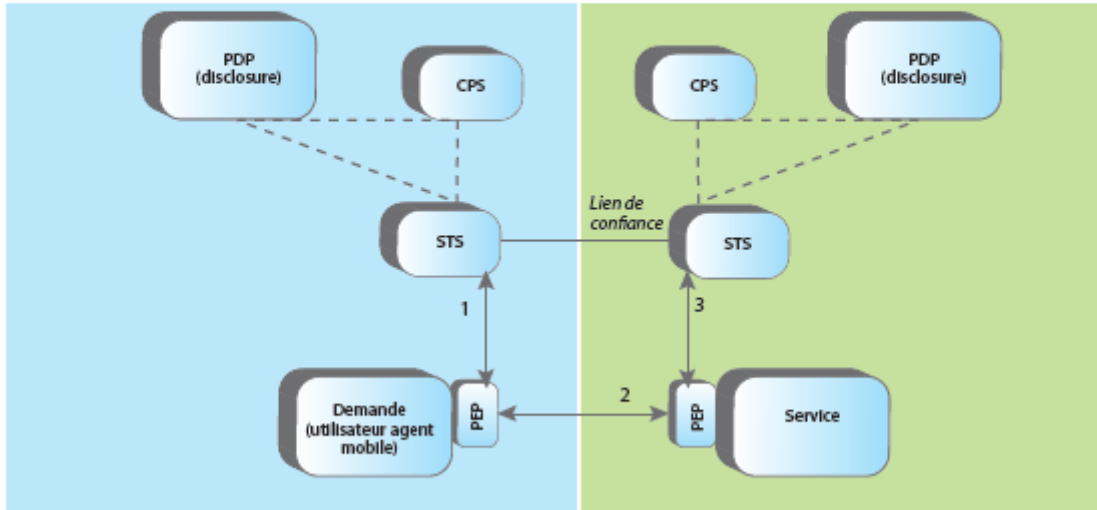 PDP
(disclosure)
CPS
CPS
PDP
(disclosure)
Lien de
confiance
STS
STS
1
3
Demande
(utilisateur agent
mobile)
PEP
2
PEP
Service